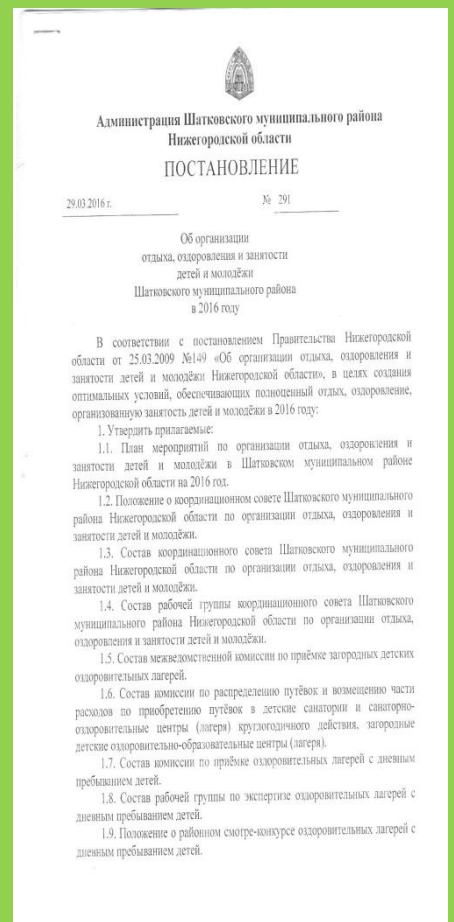 Администрация Шатковского муниципального района
Нижегородской области
ПОСТАНОВЛЕНИЕ
29.03.2016 г. № 291
Об организации
отдыха, оздоровления и занятости
детей и молодёжи
Шатковского муниципального района
в 2016 году
В соответствии с постановлением Правительства Нижегородской
области от 25.03.2009 №149 «Об организации отдыха, оздоровления и
занятости детей и молодёжи Нижегородской области», в целях создания
оптимальных условий, обеспечивающих полноценный отдых, оздоровление,
организованную занятость детей и молодёжи в 2016 году:
1. Утвердить прилагаемые:
1.1. План мероприятий по организации отдыха, оздоровления и
занятости детей и молодёжи в Шатковском муниципальном районе
Нижегородской области на 2016 год.
1.2. Положение о координационном совете Шатковского муниципального
района Нижегородской области по организации отдыха, оздоровления и
занятости детей и молодёжи.
1.3. Состав координационного совета Шатковского муниципального
района Нижегородской области по организации отдыха, оздоровления и
занятости детей и молодёжи.
1.4. Состав рабочей группы координационного совета Шатковского
муниципального района Нижегородской области по организации отдыха,
оздоровления и занятости детей и молодёжи.
1.5. Состав межведомственной комиссии по приёмке загородных детских
оздоровительных лагерей.
1.6. Состав комиссии по распределению путёвок и возмещению части
расходов по приобретению путёвок в детские санатории и санаторно-
оздоровительные центры (лагеря) круглогодичного действия, загородные
детские оздоровительно-образовательные центры (лагеря).
1.7. Состав комиссии по приёмке оздоровительных лагерей с дневным
пребыванием детей.
1.8. Состав рабочей группы по экспертизе оздоровительных лагерей с
дневным пребыванием детей.
1.9. Положение о районном смотре-конкурсе оздоровительных лагерей с
дневным пребыванием детей.